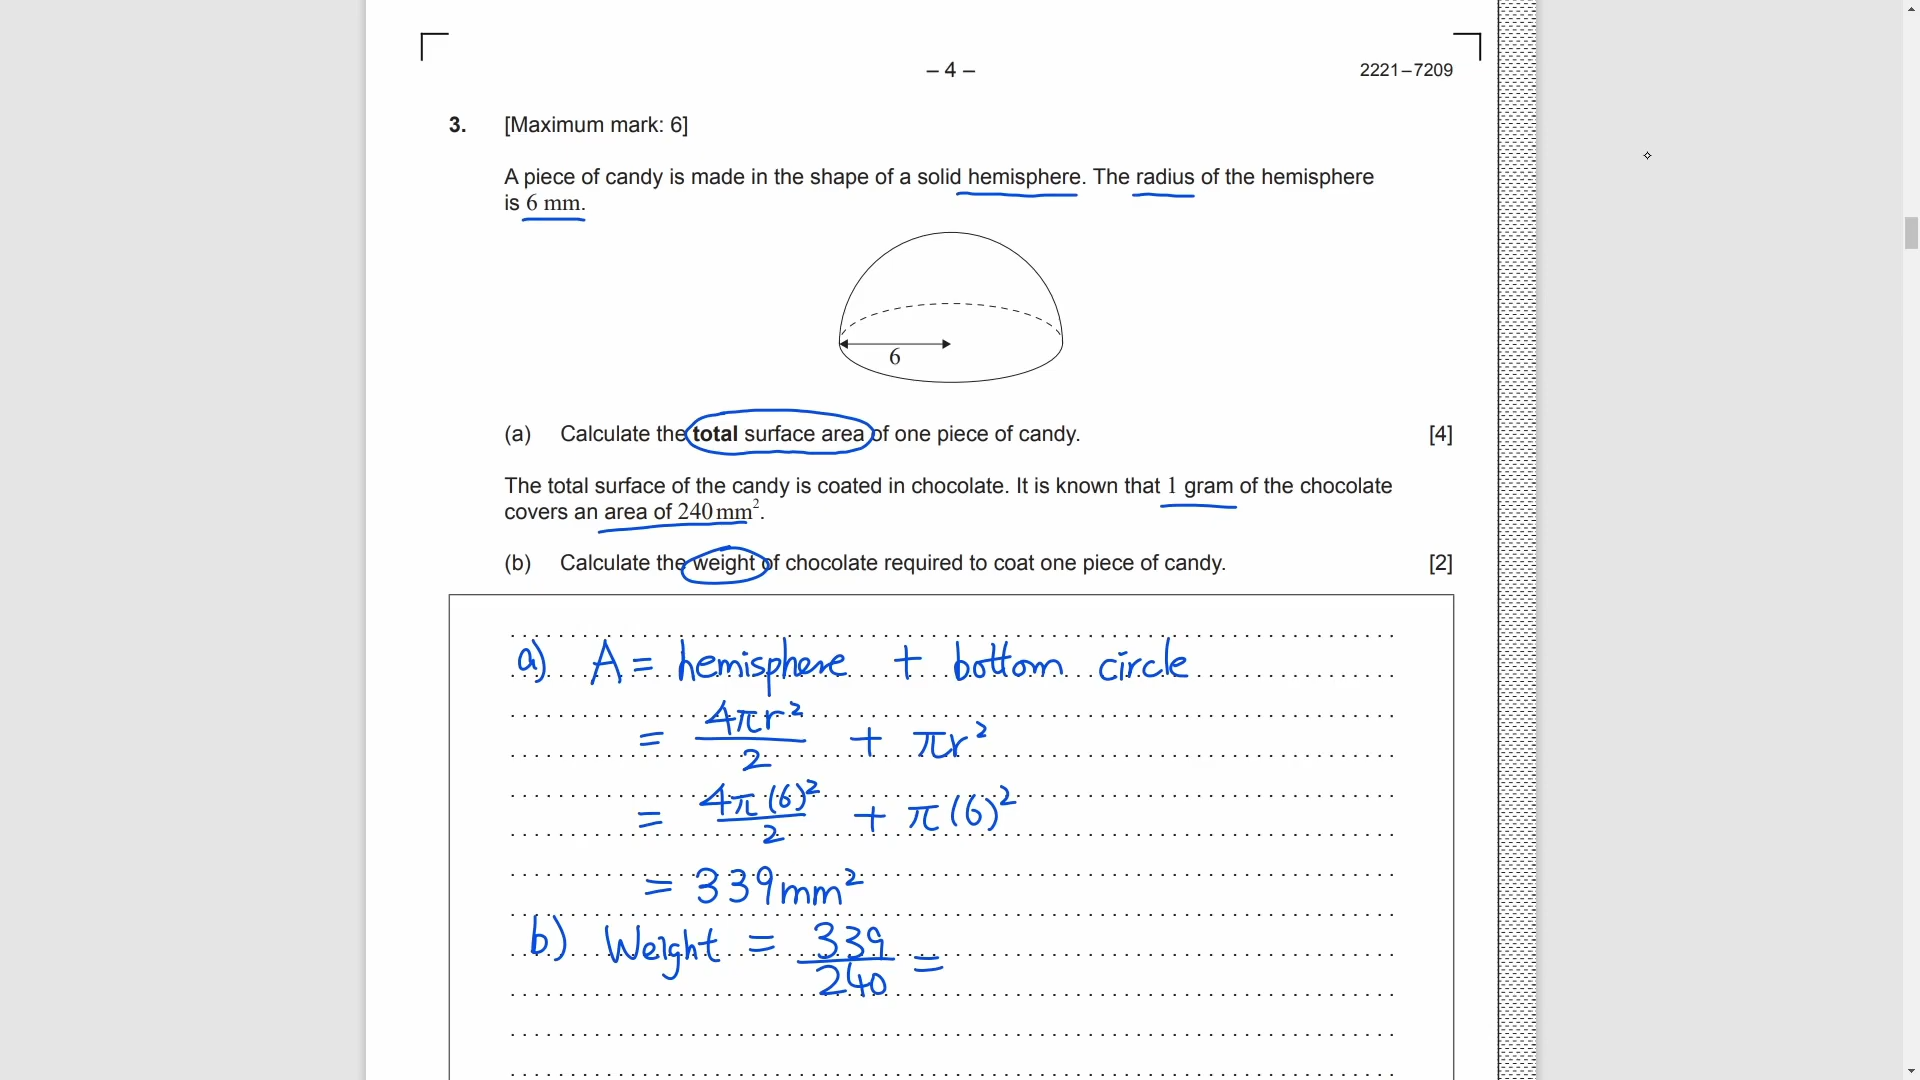 – 4 –
2221–7209
3. [Maximum mark: 6]
A piece of candy is made in the shape of a solid hemisphere. The radius of the hemisphere
is 6 mm.
6
(a) Calculate the total surface area of one piece of candy. [4]
The total surface of the candy is coated in chocolate. It is known that 1 gram of the chocolate
covers an area of 240 mm².
(b) Calculate the weight of chocolate required to coat one piece of candy. [2]
a) A = hemisphere + bottom circle
= 4πr²/2 + πr²
= 4π(6)²/2 + π(6)²
= 339mm²
b) Weight = 339/240 =